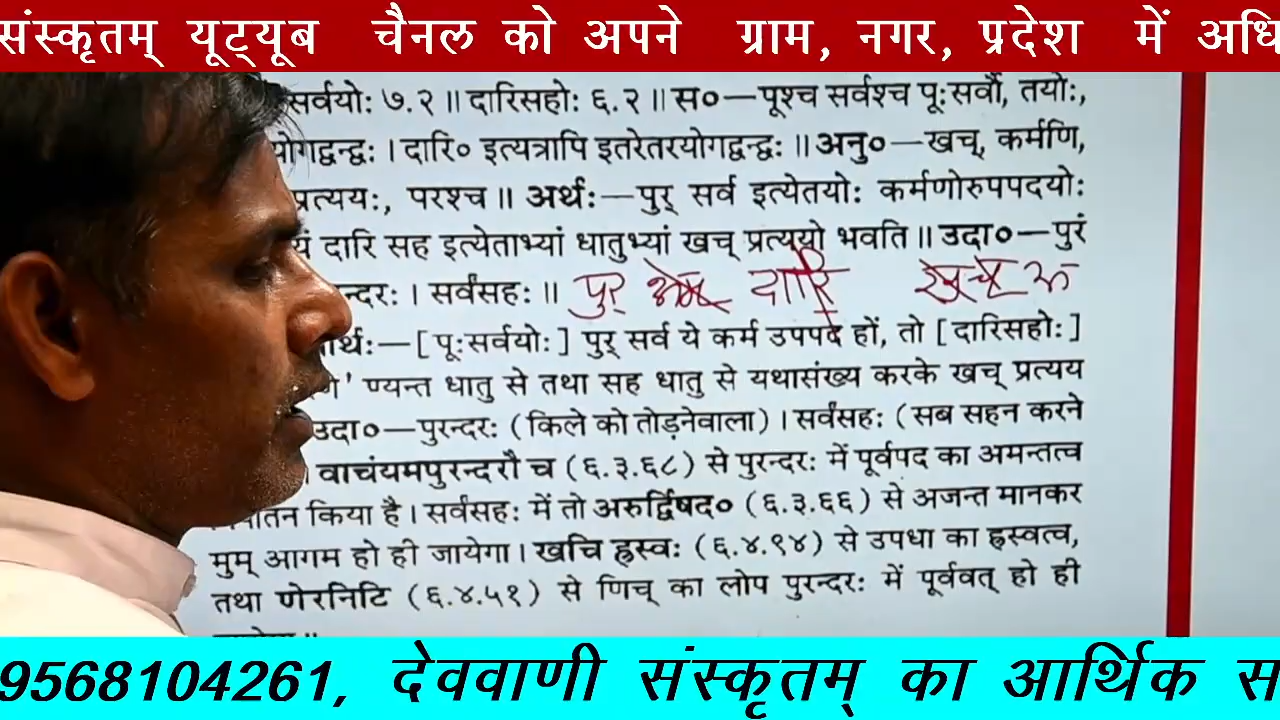 संस्कृतम् यूट्यूब चैनल को अपने ग्राम, नगर, प्रदेश में अधि
सर्वयोः ७.२ ॥ दारिसहोः ६.२ ॥ स०—पूश्च सर्वश्च पूःसर्वौ, तयोः,
योगद्वन्द्वः । दारि० इत्यत्रापि इतरेतरयोगद्वन्द्वः ॥ अनु०—खच्, कर्मणि,
प्रत्ययः, परश्च ॥ अर्थः—पुर् सर्व इत्येतयोः कर्मणोरुपपदयोः
यं दारि सह इत्येताभ्यां धातुभ्यां खच् प्रत्ययो भवति ॥ उदा०—पुरं
न्दरः । सर्वंसहः ॥ पुर् दारि
र्थः—[पूःसर्वयोः] पुर् सर्व ये कर्म उपपद हों, तो [दारिसहोः]
' ण्यन्त धातु से तथा सह धातु से यथासंख्य करके खच् प्रत्यय
उदा०—पुरन्दरः (किले को तोड़नेवाला) । सर्वंसहः (सब सहन करने
वाचंयमपुरन्दरौ च (६.३.६८) से पुरन्दरः में पूर्वपद का अमन्तत्व
निपातन किया है । सर्वंसहः में तो अरुर्द्विषद० (६.३.६६) से अजन्त मानकर
मुम् आगम हो ही जायेगा । खचि ह्रस्वः (६.४.९४) से उपधा का ह्रस्वत्व,
तथा णेरनिटि (६.४.५१) से णिच् का लोप पुरन्दरः में पूर्ववत् हो ही
9568104261, देववाणी संस्कृतम् का आर्थिक स